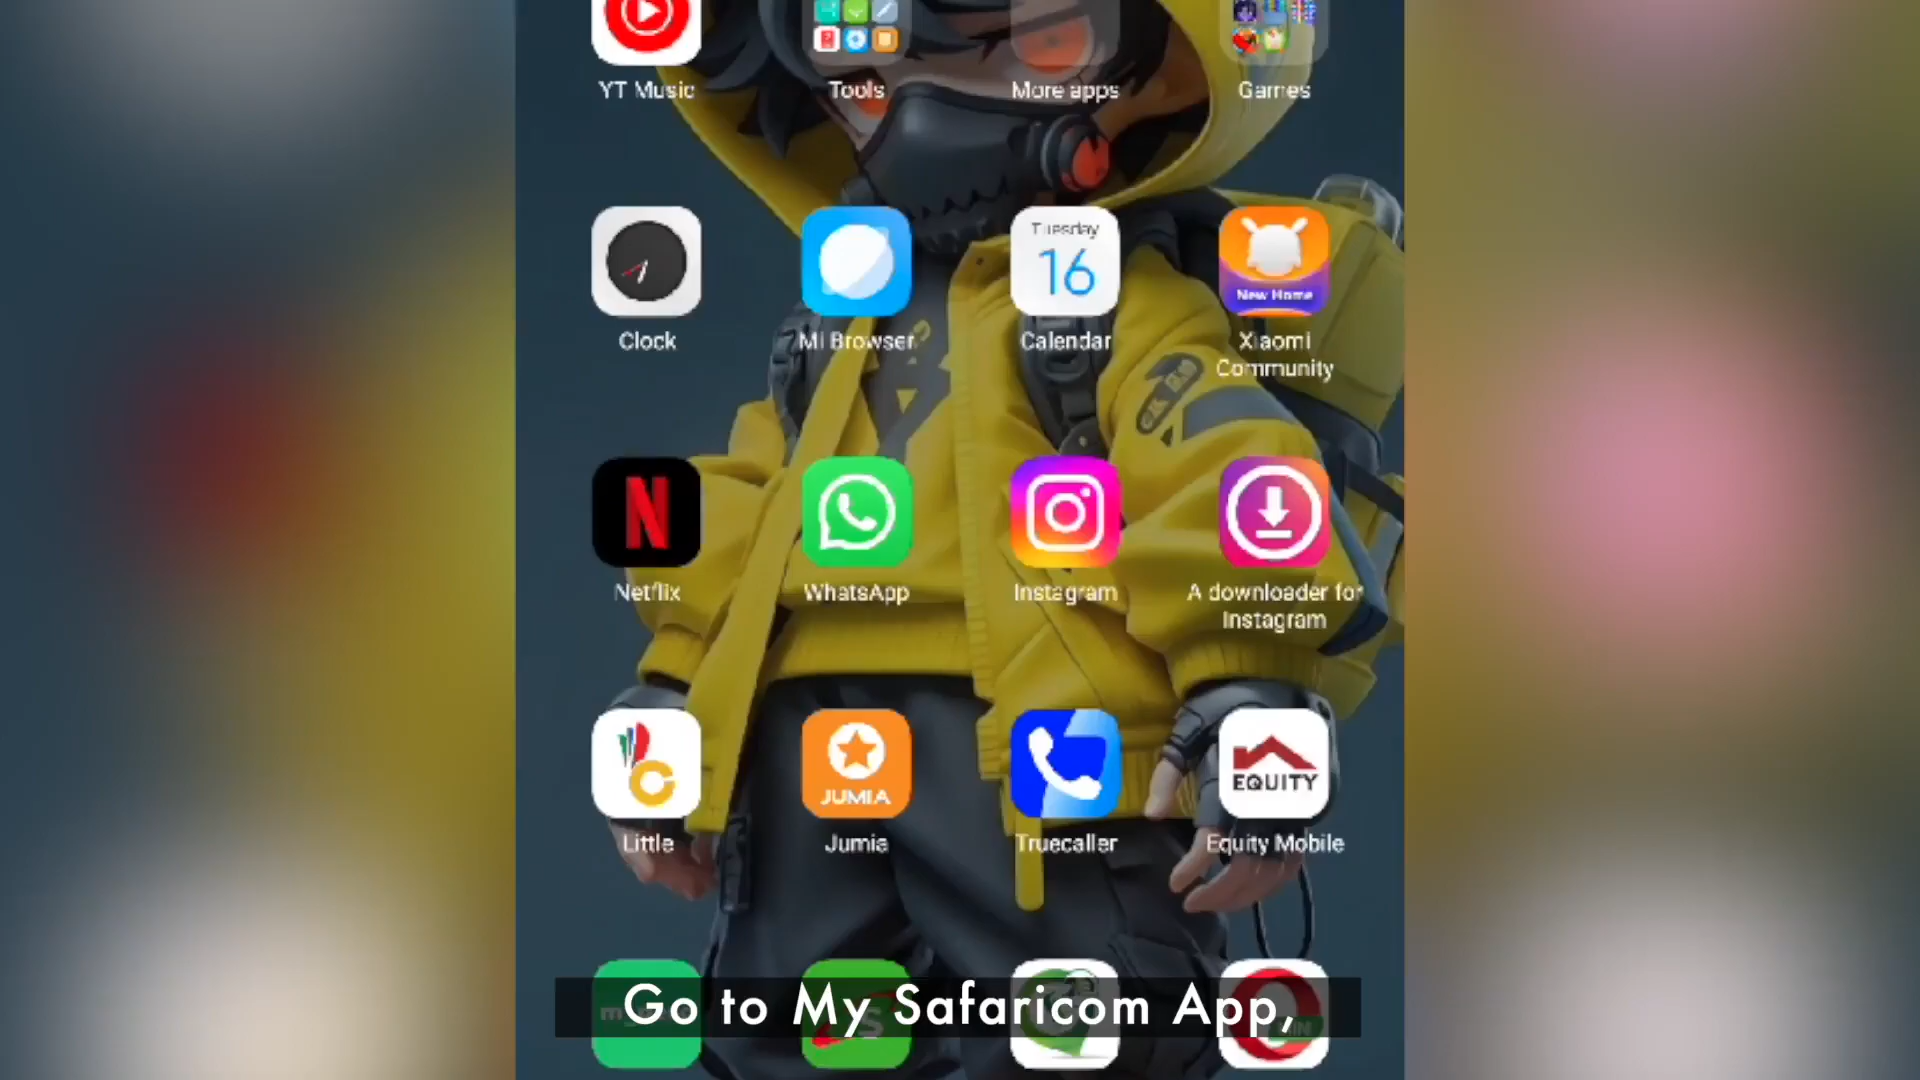 YT Music
Tools
More apps
Games
Tuesday
16
New Home
Clock
Mi Browser
Calendar
Xiaomi
Community
N
Netflix
WhatsApp
Instagram
A downloader for
Instagram
JUMIA
EQUITY
Little
Jumia
Truecaller
Equity Mobile
Go to My Safaricom App,